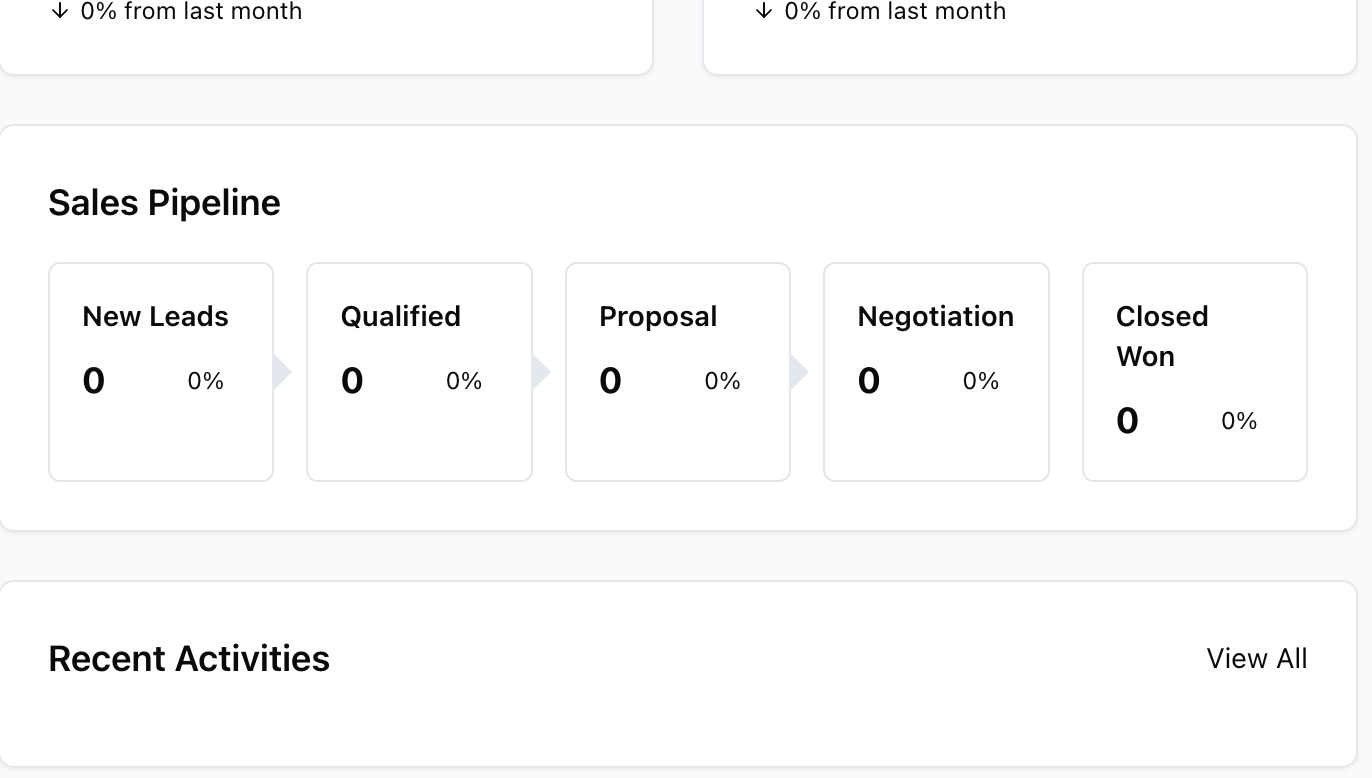 ↓ 0% from last month
↓ 0% from last month
Sales Pipeline
New Leads
0 0%
Qualified
0 0%
Proposal
0 0%
Negotiation
0 0%
Closed
Won
0 0%
Recent Activities
View All